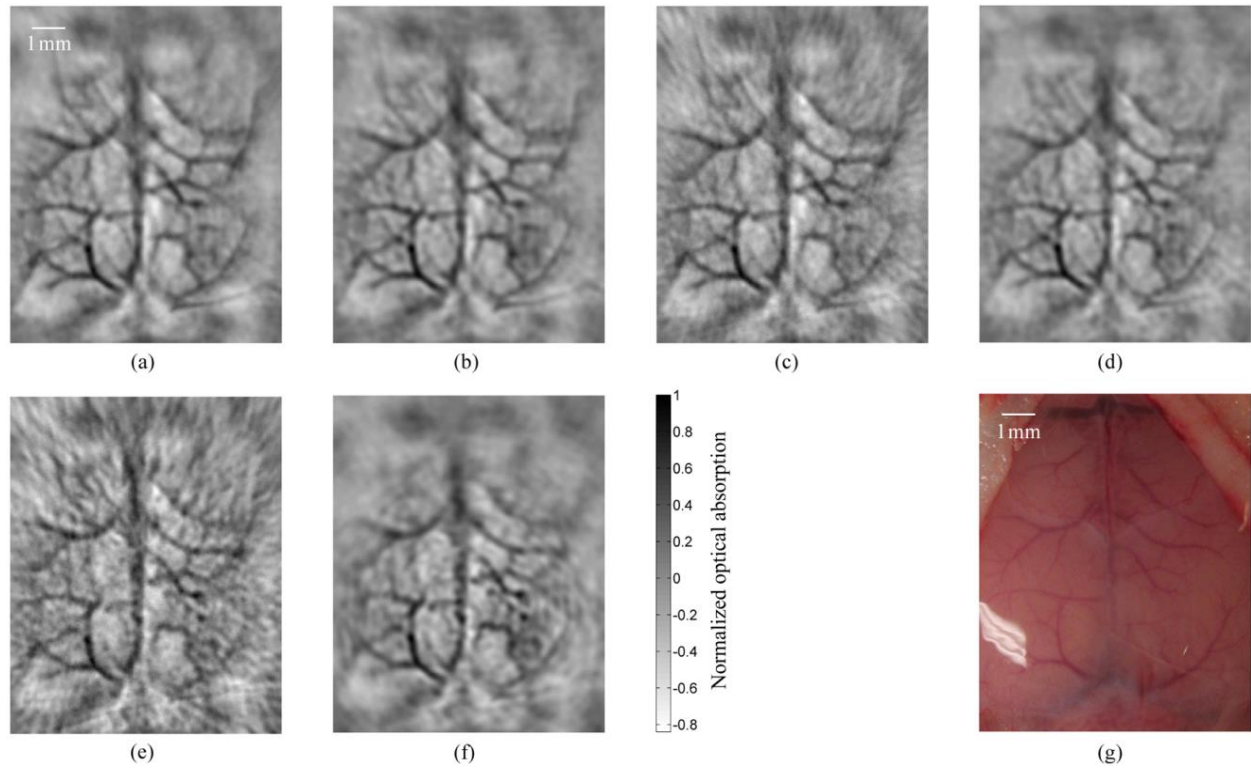 1 mm
(a)
(b)
(c)
(d)
(e)
(f)
1
0.8
0.6
0.4
0.2
0
-0.2
-0.4
-0.6
-0.8
Normalized optical absorption
1 mm
(g)